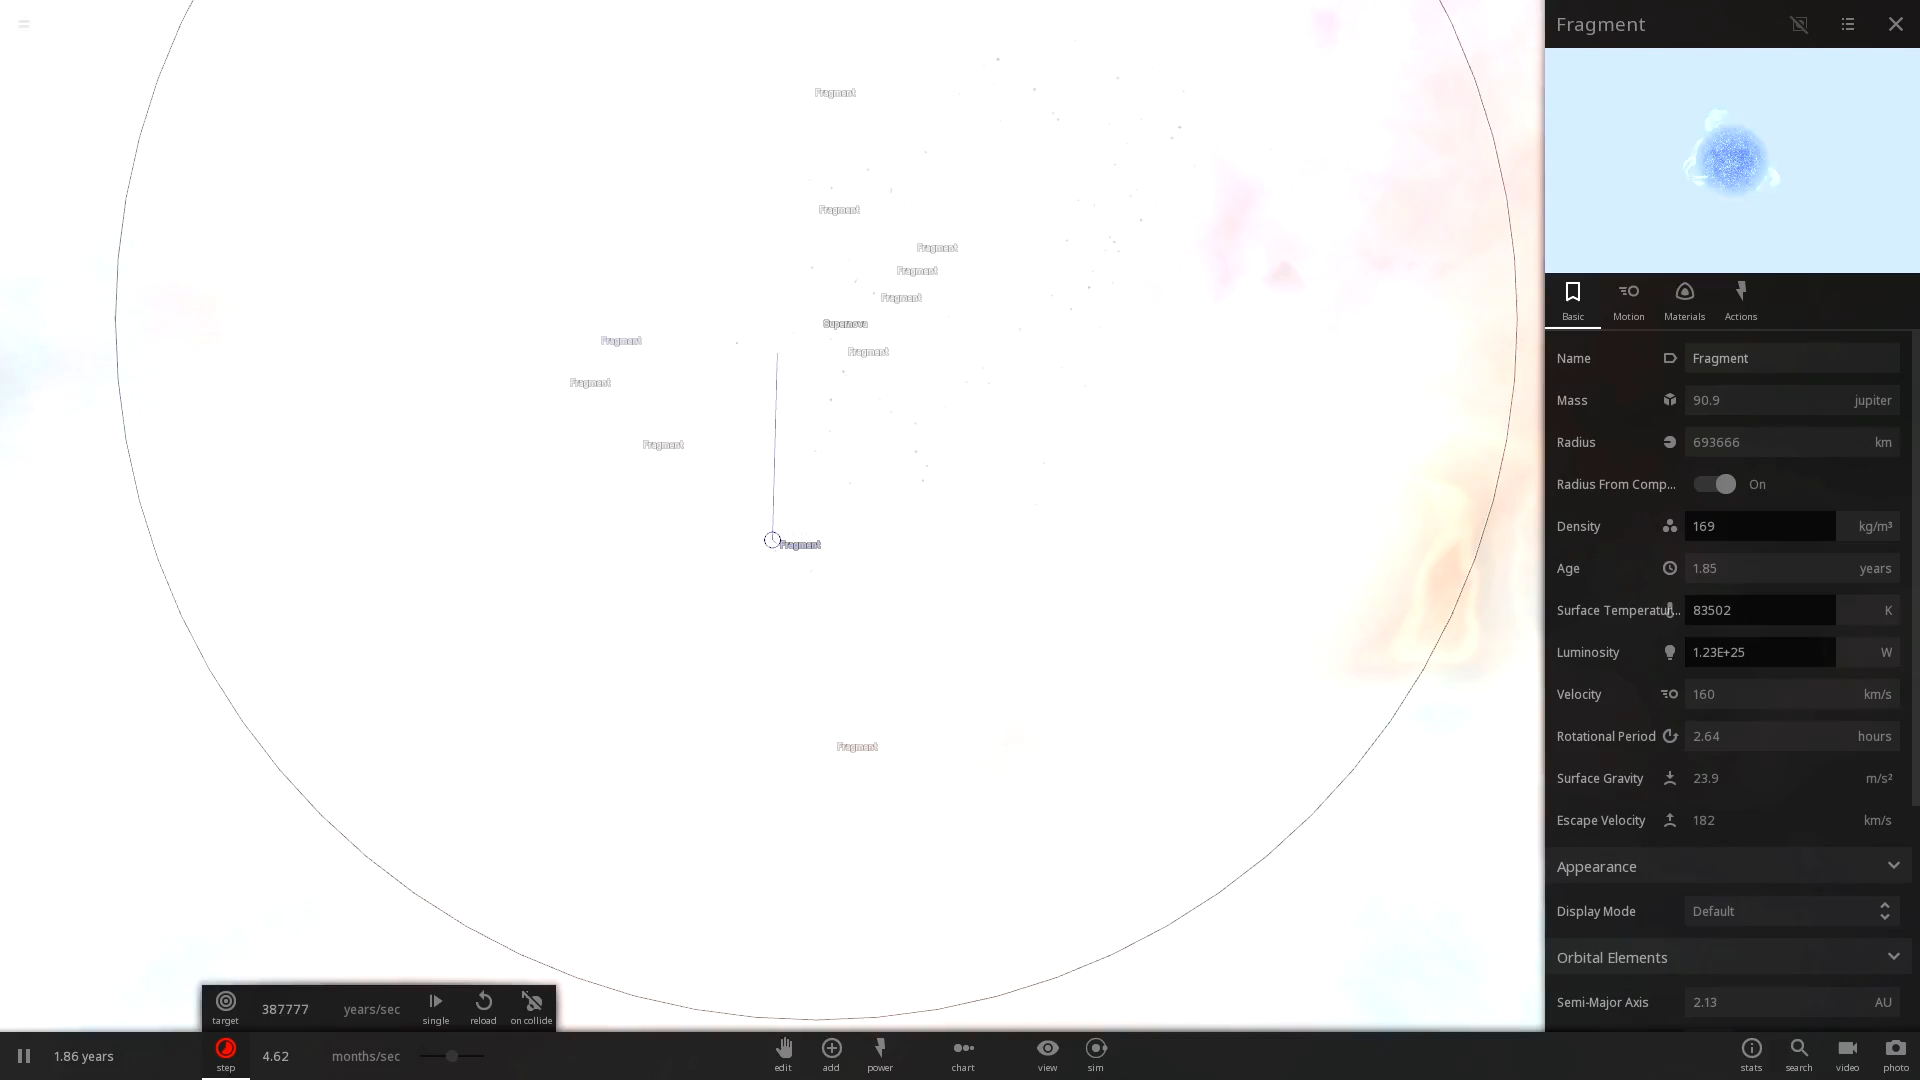 Fragment
Fragment
Fragment
Fragment
Fragment
Fragment
Supernova
Fragment
Fragment
Fragment
Fragment
Fragment
Fragment
Basic
Motion
Materials
Actions
Name
Fragment
Mass
90.9 jupiter
Radius
693666 km
Radius From Comp...
On
Density
169 kg/m³
Age
1.85 years
Surface Temperatur...
83502 K
Luminosity
1.23E+25 W
Velocity
160 km/s
Rotational Period
2.64 hours
Surface Gravity
23.9 m/s²
Escape Velocity
182 km/s
Appearance
Display Mode
Default
Orbital Elements
Semi-Major Axis
2.13 AU
target
387777 years/sec
single
reload
on collide
1.86 years
step
4.62 months/sec
edit
add
power
chart
view
sim
stats
search
video
photo